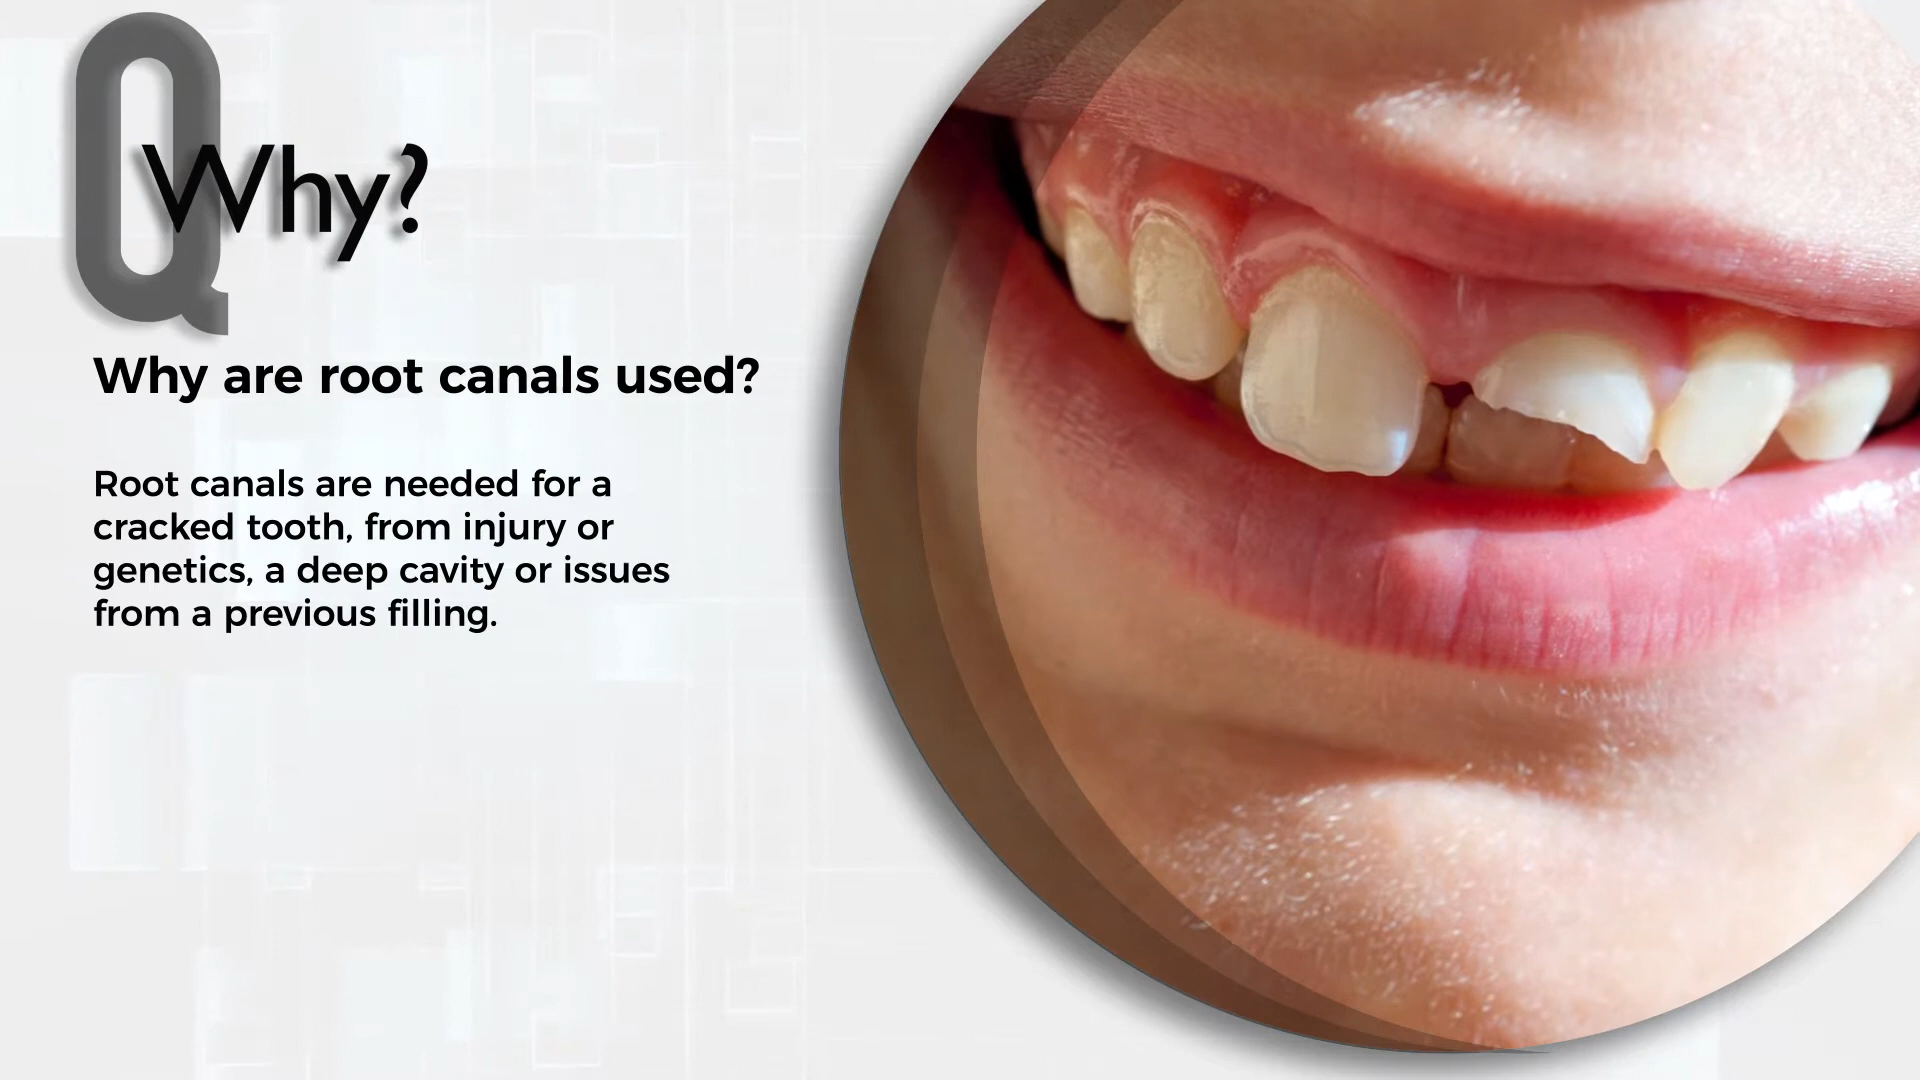 Q
Why?
Why are root canals used?
Root canals are needed for a
cracked tooth, from injury or
genetics, a deep cavity or issues
from a previous filling.